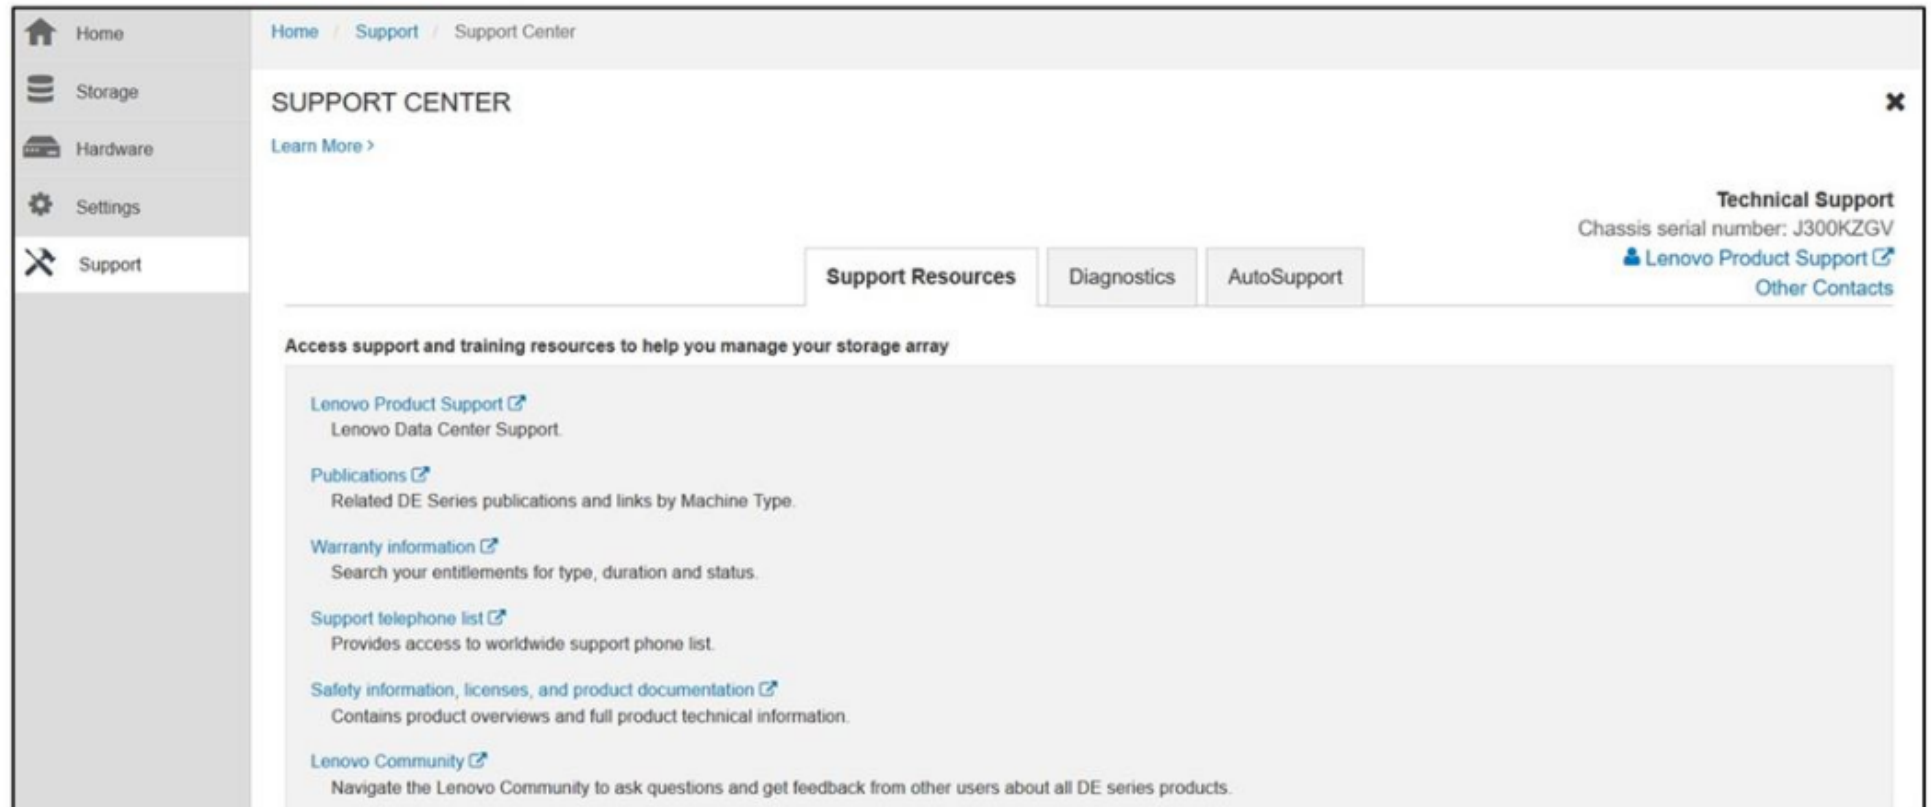 Home
Storage
Hardware
Settings
Support
Home / Support / Support Center
SUPPORT CENTER
Learn More >
Technical Support
Chassis serial number: J300KZGV
Lenovo Product Support
Other Contacts
Support Resources
Diagnostics
AutoSupport
Access support and training resources to help you manage your storage array
Lenovo Product Support
Lenovo Data Center Support.
Publications
Related DE Series publications and links by Machine Type.
Warranty information
Search your entitlements for type, duration and status.
Support telephone list
Provides access to worldwide support phone list.
Safety information, licenses, and product documentation
Contains product overviews and full product technical information.
Lenovo Community
Navigate the Lenovo Community to ask questions and get feedback from other users about all DE series products.